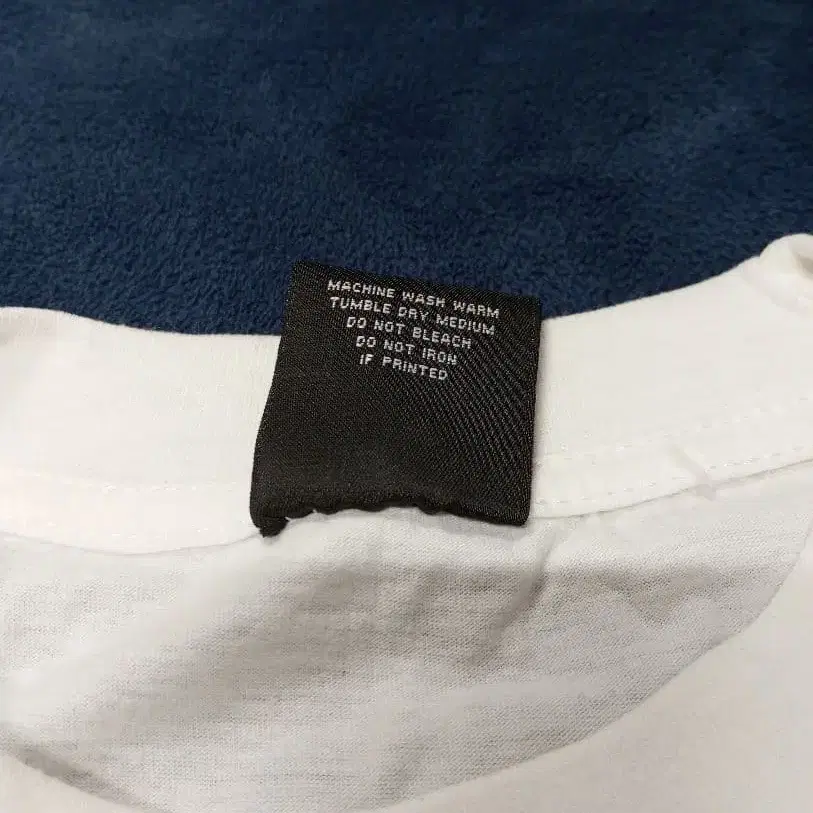 MACHINE WASH WARM
TUMBLE DRY MEDIUM
DO NOT BLEACH
DO NOT IRON
IF PRINTED